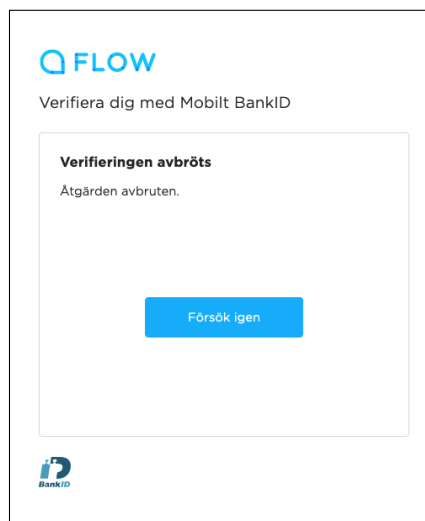 FLOW
Verifiera dig med Mobilt BankID
Verifieringen avbröts
Åtgärden avbruten.
Försök igen
BankID